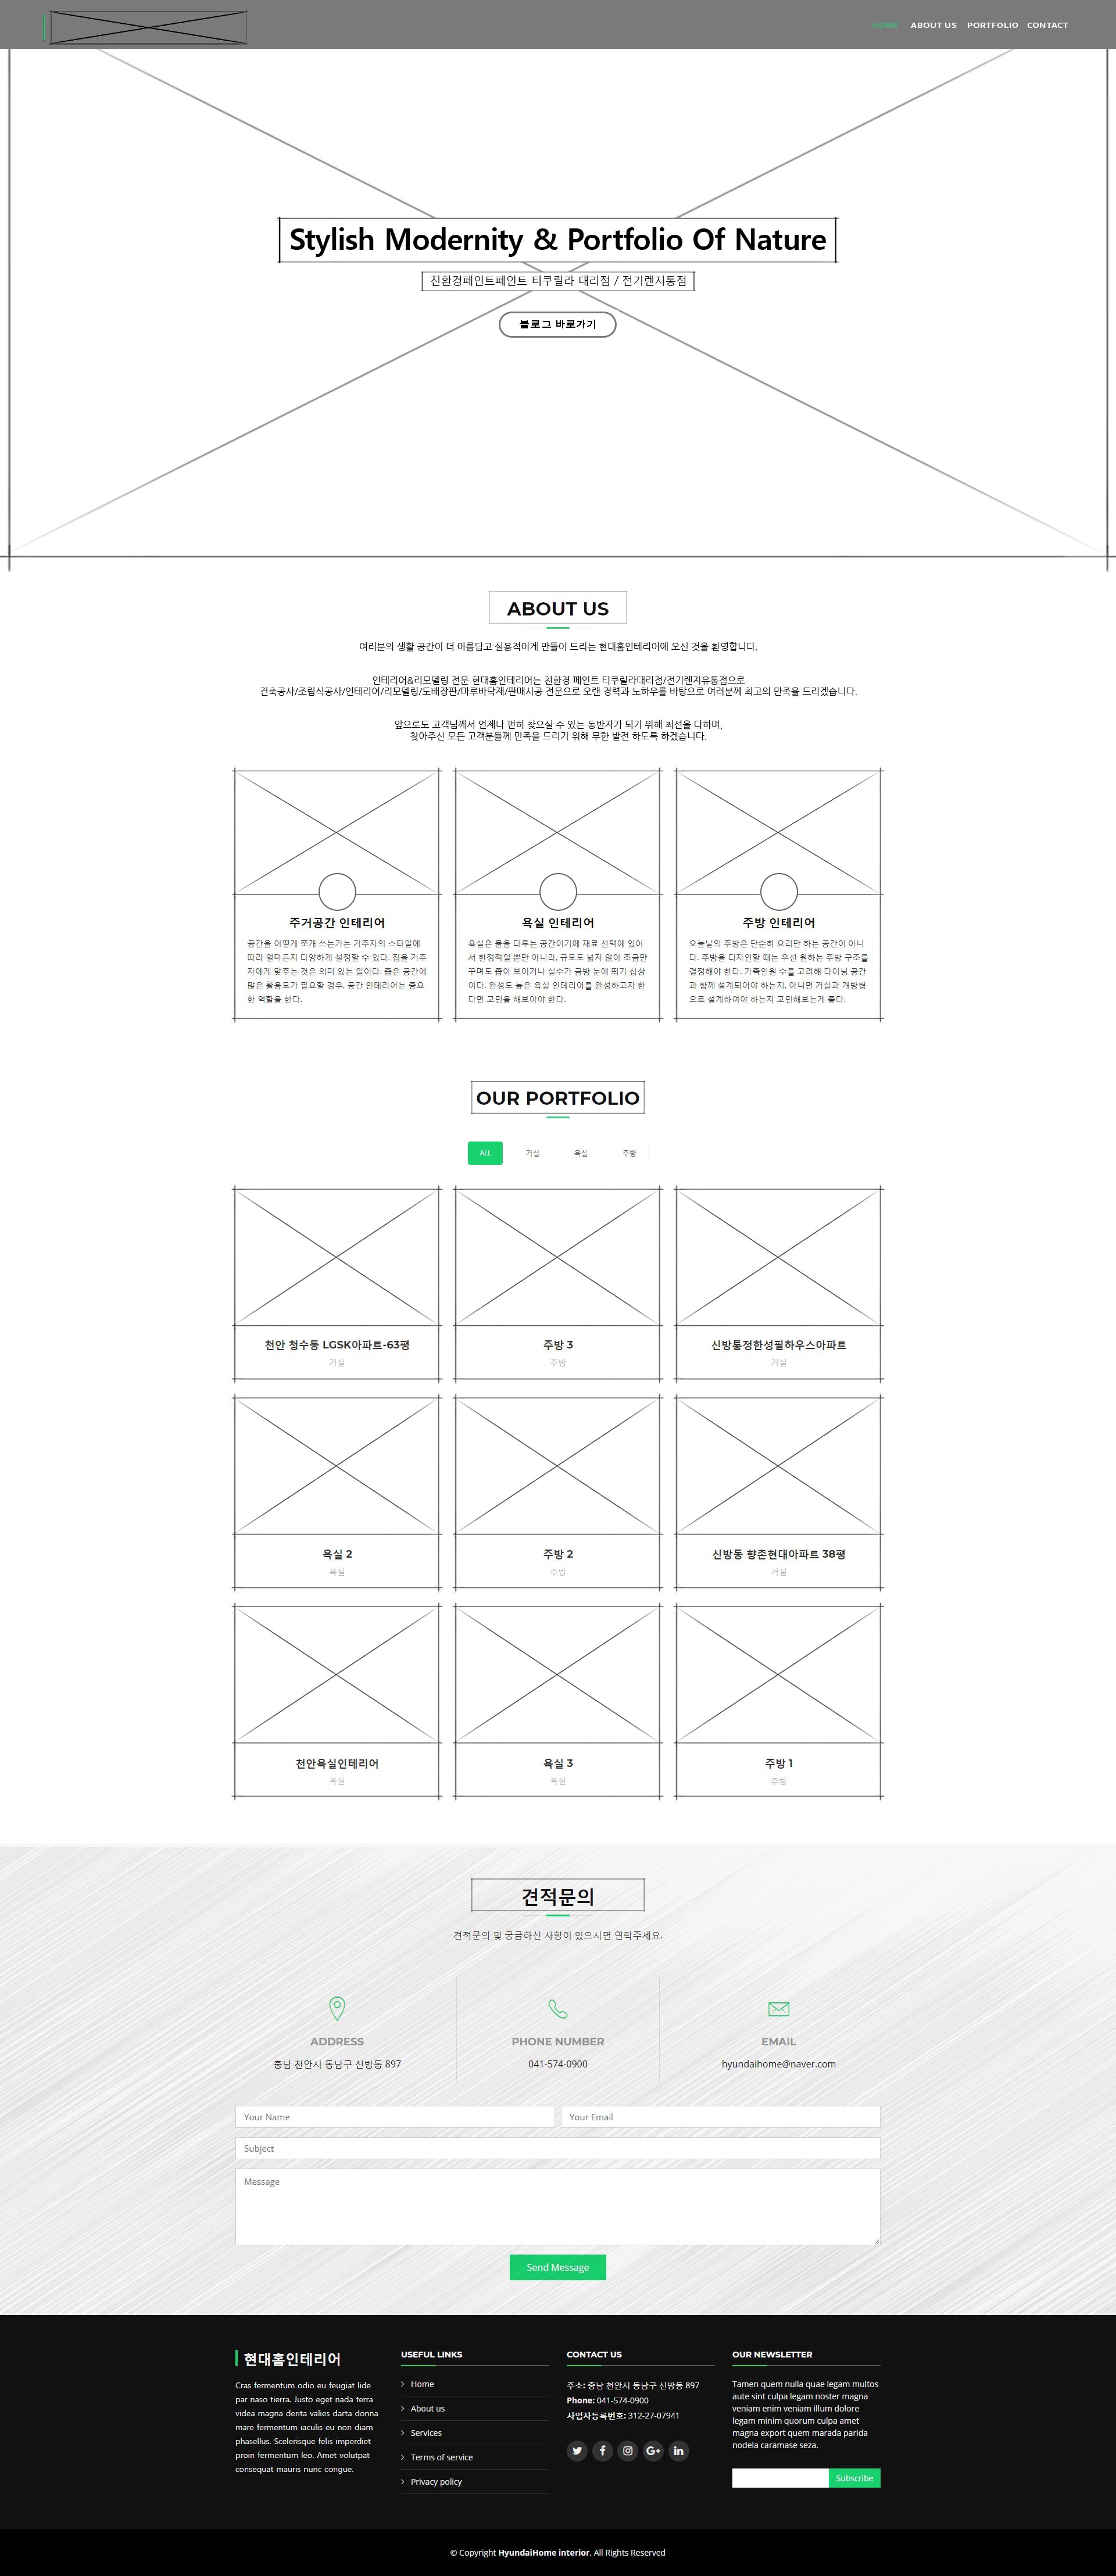 HOME ABOUT US PORTFOLIO CONTACT
Stylish Modernity & Portfolio Of Nature
친환경페인트페인트 티쿠릴라 대리점 / 전기렌지통점
블로그 바로가기
ABOUT US
여러분의 생활 공간이 더 아름답고 실용적이게 만들어 드리는 현대홈인테리어에 오신 것을 환영합니다.
인테리어&리모델링 전문 현대홈인테리어는 친환경 페인트 티쿠릴라대리점/전기렌지유통점으로
건축공사/조립식공사/인테리어/리모델링/도배장판/마루바닥재/판매시공 전문으로 오랜 경력과 노하우를 바탕으로 여러분께 최고의 만족을 드리겠습니다.
앞으로도 고객님께서 언제나 편히 찾으실 수 있는 동반자가 되기 위해 최선을 다하며,
찾아주신 모든 고객분들께 만족을 드리기 위해 무한 발전 하도록 하겠습니다.
주거공간 인테리어
공간을 어떻게 쪼개 쓰는가는 거주자의 스타일에
따라 얼마든지 다양하게 설정할 수 있다. 집을 거주
자에게 맞추는 것은 의미 있는 일이다. 좁은 공간에
많은 활용도가 필요할 경우, 공간 인테리어는 중요
한 역할을 한다.
욕실 인테리어
욕실은 물을 다루는 공간이기에 재료 선택에 있어
서 한정적일 뿐만 아니라, 규모도 넓지 않아 조금만
꾸며도 좁아 보이거나 실수가 금방 눈에 띄기 십상
이다. 완성도 높은 욕실 인테리어를 완성하고자 한
다면 고민을 해보아야 한다.
주방 인테리어
오늘날의 주방은 단순히 요리만 하는 공간이 아니
다. 주방을 디자인할 때는 우선 원하는 주방 구조를
결정해야 한다. 가족인원 수를 고려해 다이닝 공간
과 함께 설계되어야 하는지, 아니면 거실과 개방형
으로 설계하여야 하는지 고민해보는게 좋다.
OUR PORTFOLIO
ALL 거실 욕실 주방
천안 청수동 LGSK아파트-63평
거실
주방 3
주방
신방통정한성필하우스아파트
거실
욕실 2
욕실
주방 2
주방
신방동 향촌현대아파트 38평
거실
천안욕실인테리어
욕실
욕실 3
욕실
주방 1
주방
견적문의
견적문의 및 궁금하신 사항이 있으시면 연락주세요.
ADDRESS
충남 천안시 동남구 신방동 897
PHONE NUMBER
041-574-0900
EMAIL
hyundaihome@naver.com
Your Name
Your Email
Subject
Message
Send Message
현대홈인테리어
Cras fermentum odio eu feugiat lide
par naso tierra. Justo eget nada terra
videa magna derita valies darta donna
mare fermentum iaculis eu non diam
phasellus. Scelerisque felis imperdiet
proin fermentum leo. Amet volutpat
consequat mauris nunc congue.
USEFUL LINKS
Home
About us
Services
Terms of service
Privacy policy
CONTACT US
주소: 충남 천안시 동남구 신방동 897
Phone: 041-574-0900
사업자등록번호: 312-27-07941
OUR NEWSLETTER
Tamen quem nulla quae legam multos
aute sint culpa legam noster magna
veniam enim veniam illum dolore
legam minim quorum culpa amet
magna export quem marada parida
nodela caramase seza.
Subscribe
© Copyright HyundaiHome interior. All Rights Reserved